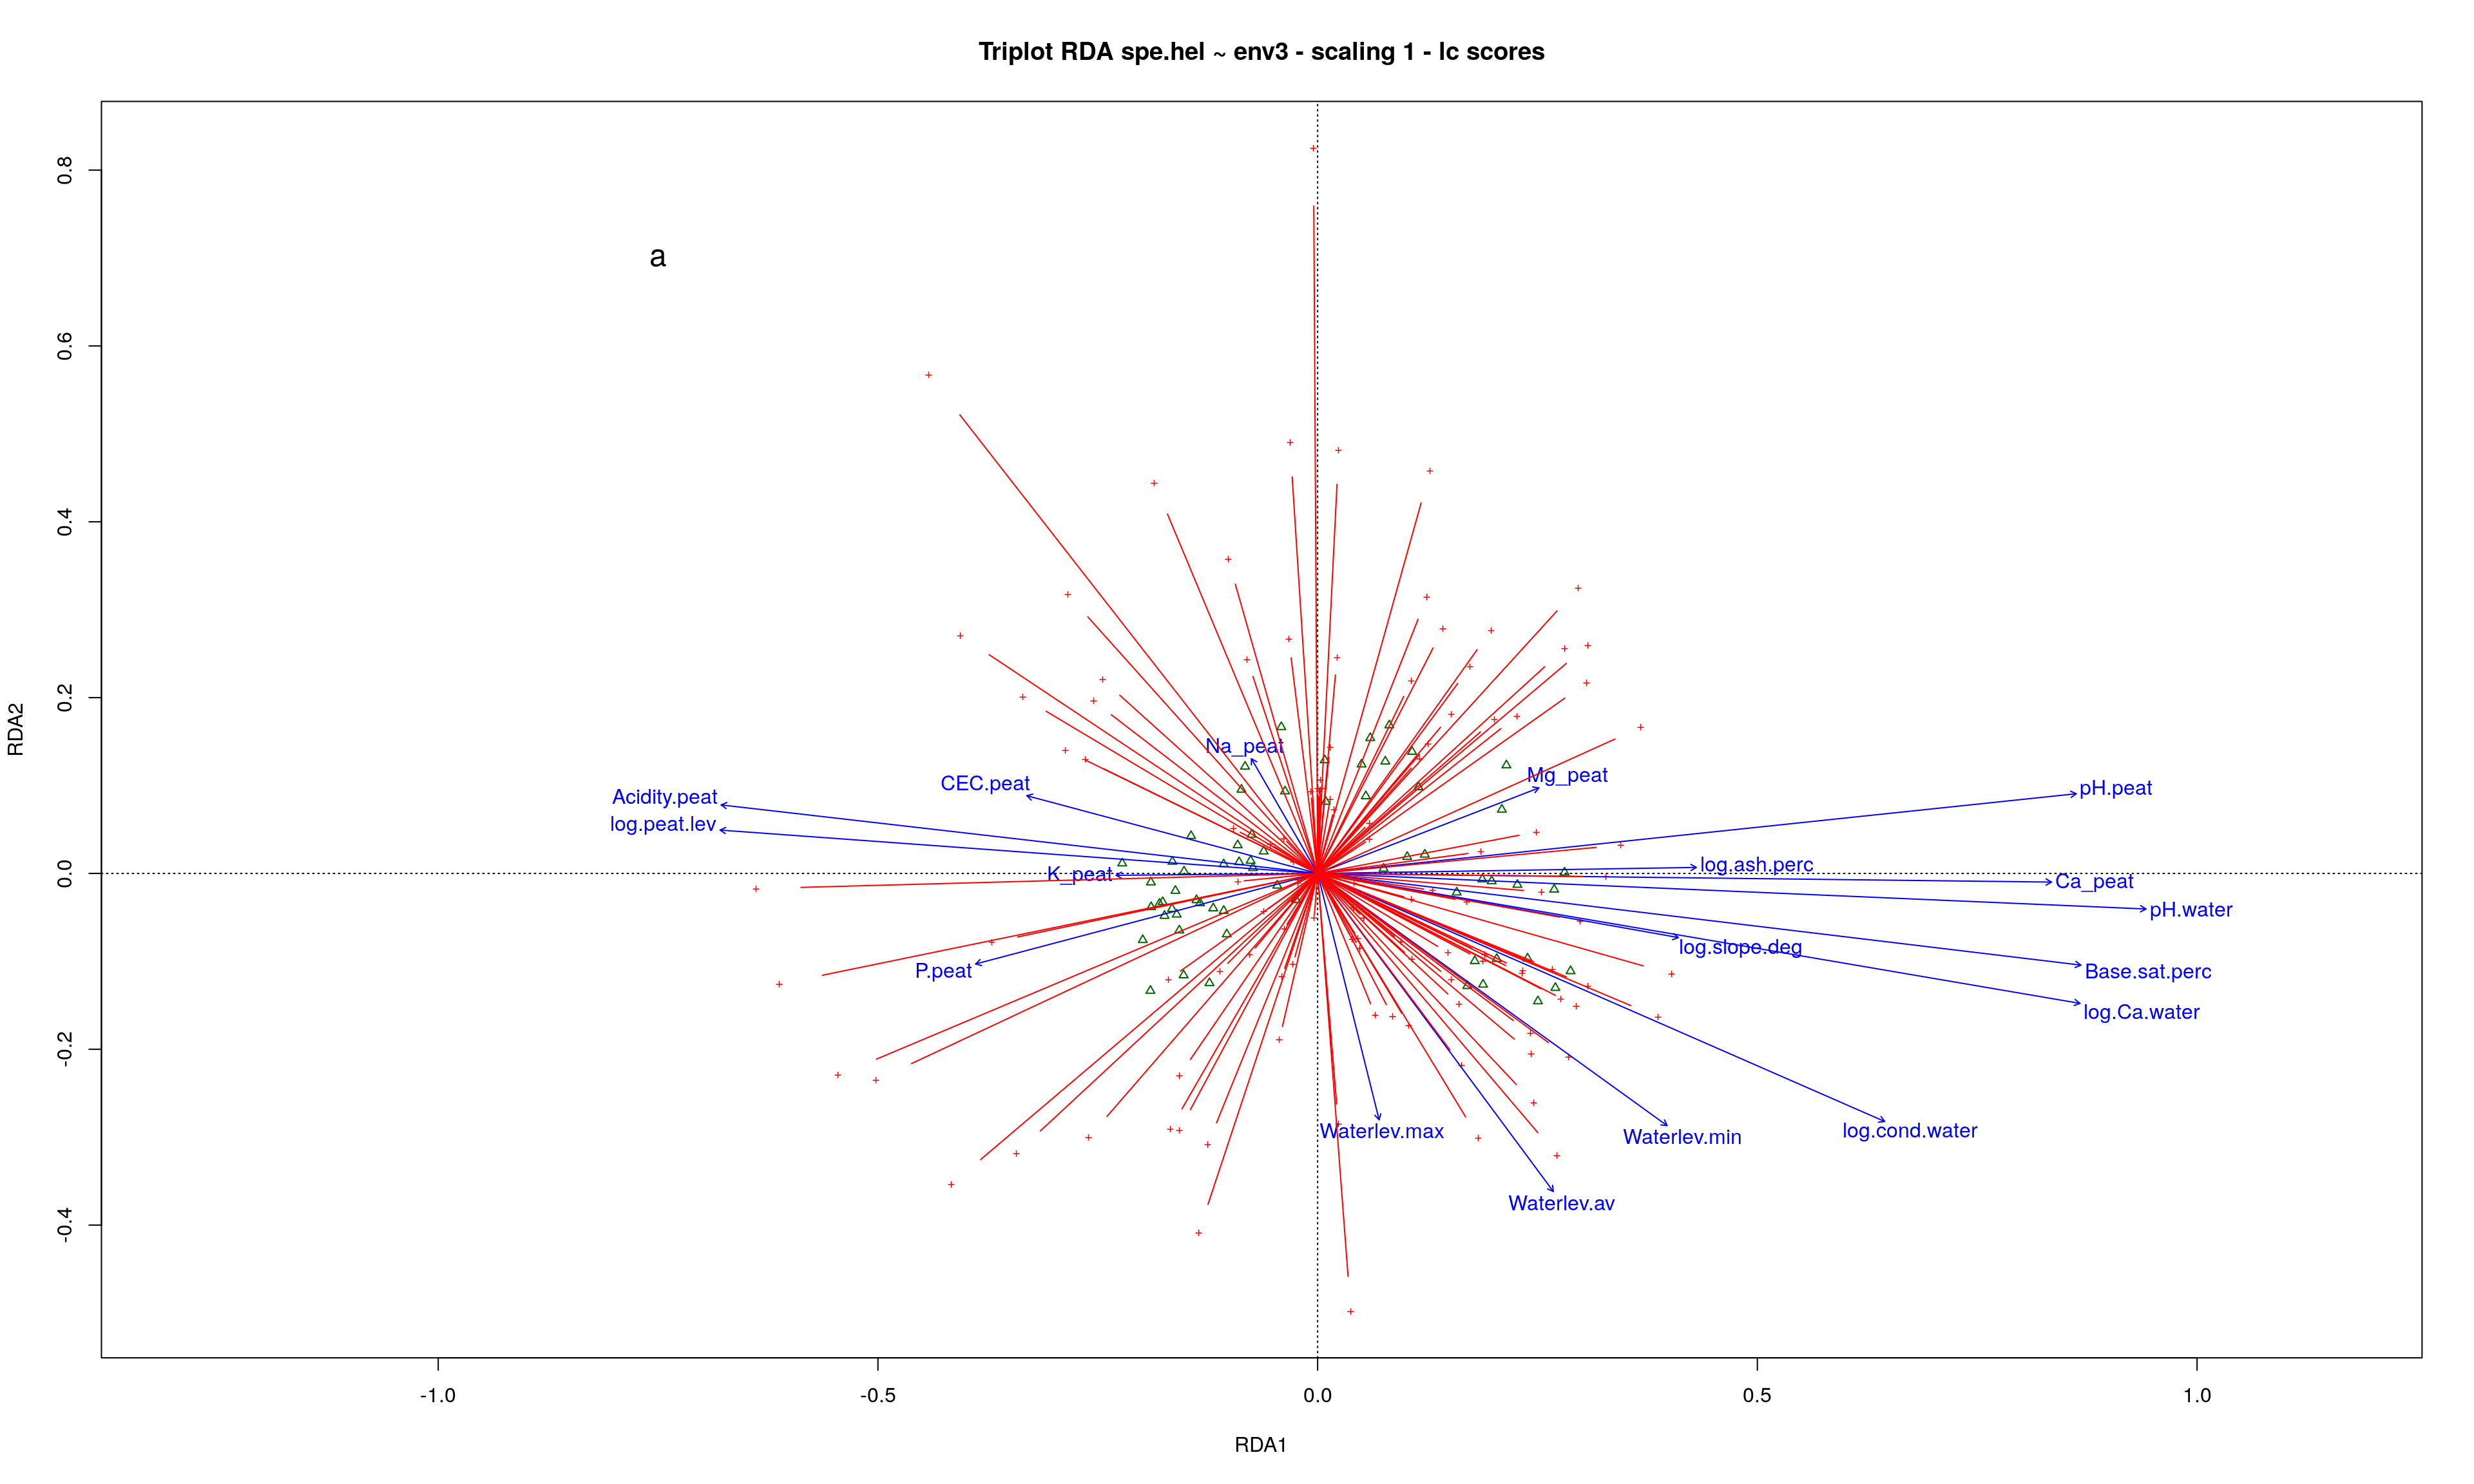 Triplot RDA spe.hel ~ env3 - scaling 1 - lc scores
0.8
a
0.6
0.4
0.2
Na_peat
RDA2
Mg_peat
CEC.peat
pH.peat
Acidity.peat
log.peat.lev
log.ash.perc
0.0
K_peat
Ca_peat
pH.water
log.slope.deg
P.peat
Base.sat.perc
log.Ca.water
-0.2
Waterlev.max
log.cond.water
Waterlev.min
Waterlev.av
-0.4
-1.0 -0.5 0.0 0.5 1.0
RDA1